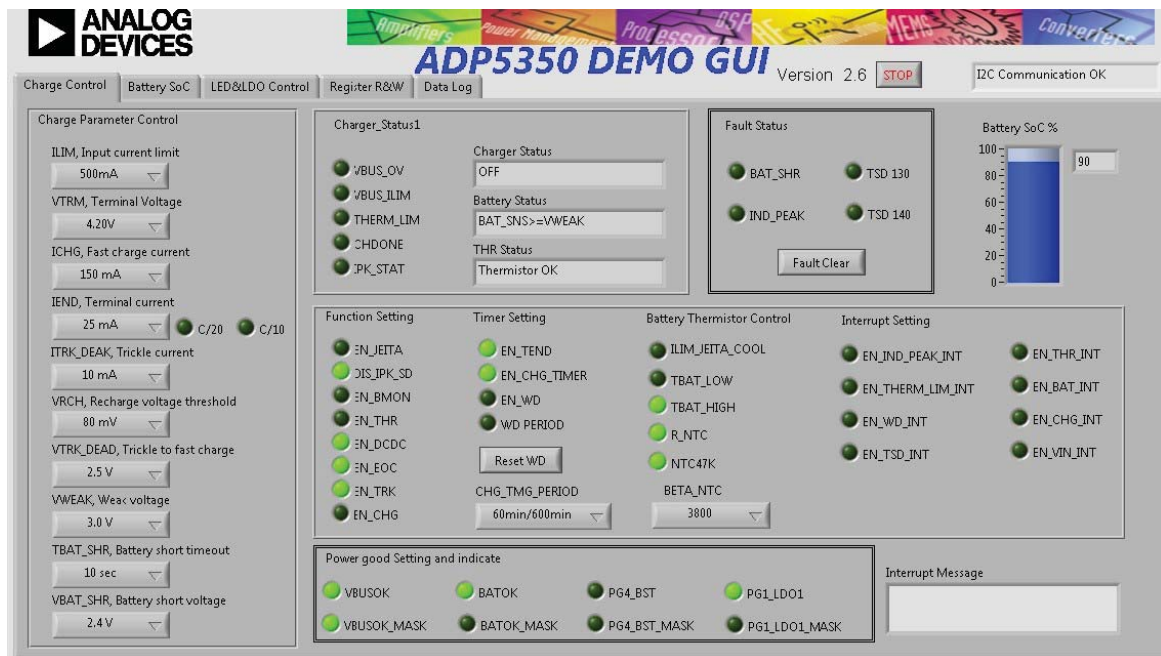 ANALOG
DEVICES
Amplifiers Power Management Processors DSP RF MEMS Converters
ADP5350 DEMO GUI Version 2.6 STOP I2C Communication OK
Charge Control Battery SoC LED&LDO Control Register R&W Data Log
Charge Parameter Control
ILIM, Input current limit
500mA
VTRM, Terminal Voltage
4.20V
ICHG, Fast charge current
150 mA
IEND, Terminal current
25 mA C/20 C/10
ITRK_DEAK, Trickle current
10 mA
VRCH, Recharge voltage threshold
80 mV
VTRK_DEAD, Trickle to fast charge
2.5 V
VWEAK, Weak voltage
3.0 V
TBAT_SHR, Battery short timeout
10 sec
VBAT_SHR, Battery short voltage
2.4 V
Charger_Status1
VBUS_OV
VBUS_ILIM
THERM_LIM
CHDONE
IPK_STAT
Charger Status
OFF
Battery Status
BAT_SNS>=VWEAK
THR Status
Thermistor OK
Fault Status
BAT_SHR TSD 130
IND_PEAK TSD 140
Fault Clear
Battery SoC %
100
80
60
40
20
0
90
Function Setting
EN_JEITA
DIS_IPK_SD
EN_BMON
EN_THR
EN_DCDC
EN_EOC
EN_TRK
EN_CHG
Timer Setting
EN_TEND
EN_CHG_TIMER
EN_WD
WD PERIOD
Reset WD
CHG_TMG_PERIOD
60min/600min
Battery Thermistor Control
ILIM_JEITA_COOL
TBAT_LOW
TBAT_HIGH
R_NTC
NTC47K
BETA_NTC
3800
Interrupt Setting
EN_IND_PEAK_INT EN_THR_INT
EN_THERM_LIM_INT EN_BAT_INT
EN_WD_INT EN_CHG_INT
EN_TSD_INT EN_VIN_INT
Power good Setting and indicate
VBUSOK BATOK PG4_BST PG1_LDO1
VBUSOK_MASK BATOK_MASK PG4_BST_MASK PG1_LDO1_MASK
Interrupt Message